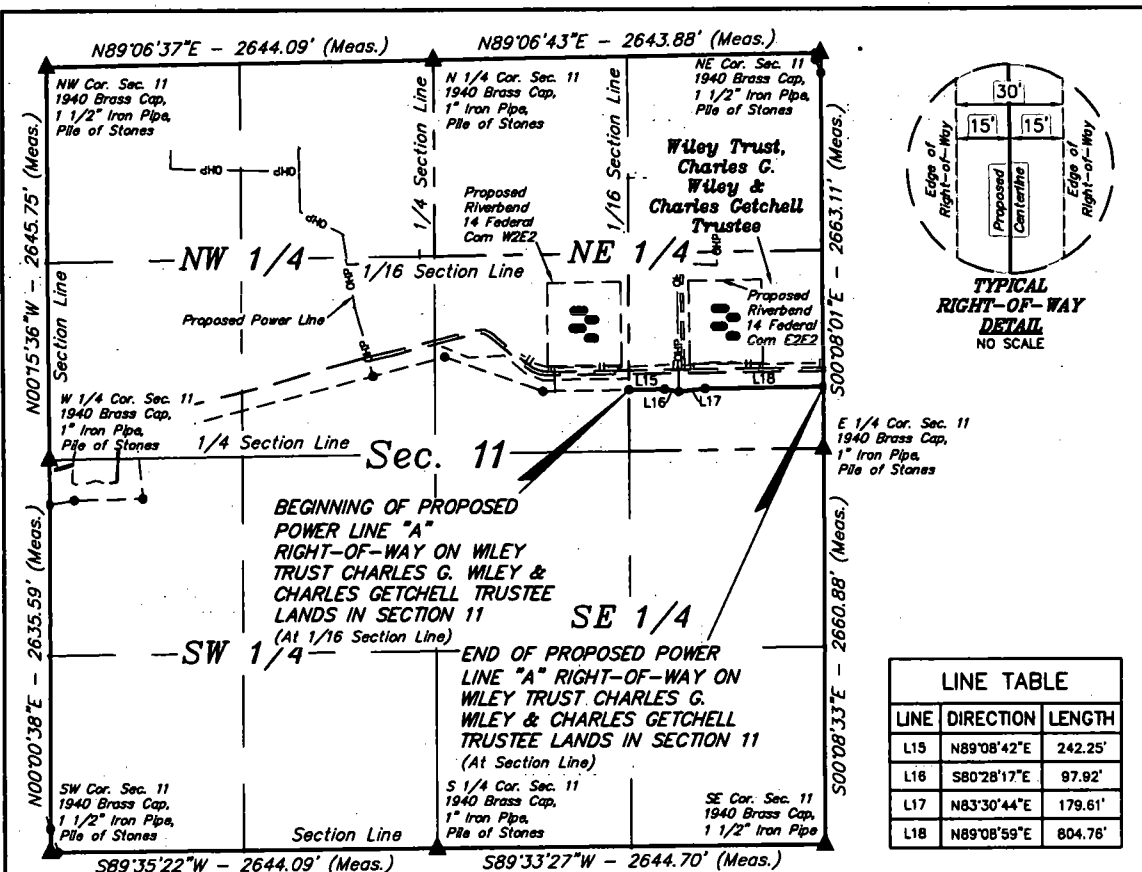 N89°06'37"E - 2644.09' (Meas.)
N89°06'43"E - 2643.88' (Meas.)
NW Cor. Sec. 11
1940 Brass Cap,
1 1/2" Iron Pipe,
Pile of Stones
N 1/4 Cor. Sec. 11
1940 Brass Cap,
1" Iron Pipe,
Pile of Stones
NE Cor. Sec. 11
1940 Brass Cap,
1 1/2" Iron Pipe,
Pile of Stones
1/4 Section Line
1/16 Section Line
N00°15'36"W - 2645.75' (Meas.)
Section Line
S00°08'01"E - 2663.11' (Meas.)
OHP
OHP
OHP
OHP
OHP
OHP
OHP
Wiley Trust,
Charles G.
Wiley &
Charles Getchell
Trustee
Proposed
Riverbend
14 Federal
Com W2E2
NW 1/4
1/16 Section Line
NE 1/4
Proposed
Riverbend
14 Federal
Com E2E2
Proposed Power Line
L15
L16
L17
L18
30'
15'
15'
Edge of
Right-of-Way
Proposed
Centerline
Edge of
Right-of-Way
TYPICAL
RIGHT-OF-WAY
DETAIL
NO SCALE
W 1/4 Cor. Sec. 11
1940 Brass Cap,
1" Iron Pipe,
Pile of Stones
1/4 Section Line
Sec. 11
E 1/4 Cor. Sec. 11
1940 Brass Cap,
1" Iron Pipe,
Pile of Stones
BEGINNING OF PROPOSED
POWER LINE "A"
RIGHT-OF-WAY ON WILEY
TRUST CHARLES G. WILEY &
CHARLES GETCHELL TRUSTEE
LANDS IN SECTION 11
(At 1/16 Section Line)
SE 1/4
SW 1/4
END OF PROPOSED POWER
LINE "A" RIGHT-OF-WAY ON
WILEY TRUST CHARLES G.
WILEY & CHARLES GETCHELL
TRUSTEE LANDS IN SECTION 11
(At Section Line)
N00°00'38"E - 2635.59' (Meas.)
S00°08'33"E - 2660.88' (Meas.)
SW Cor. Sec. 11
1940 Brass Cap,
1 1/2" Iron Pipe,
Pile of Stones
Section Line
S 1/4 Cor. Sec. 11
1940 Brass Cap,
1" Iron Pipe,
Pile of Stones
SE Cor. Sec. 11
1940 Brass Cap,
1 1/2" Iron Pipe
S89°35'22"W - 2644.09' (Meas.)
S89°33'27"W - 2644.70' (Meas.)
LINE TABLE
LINE DIRECTION LENGTH
L15 N89°08'42"E 242.25'
L16 S80°28'17"E 97.92'
L17 N83°30'44"E 179.61'
L18 N89°08'59"E 804.76'